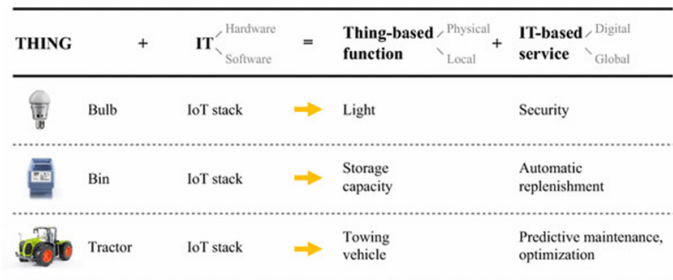 THING + IT Hardware Software = Thing-based function Physical Local + IT-based service Digital Global
Bulb IoT stack Light Security
Bin IoT stack Storage capacity Automatic replenishment
Tractor IoT stack Towing vehicle Predictive maintenance, optimization